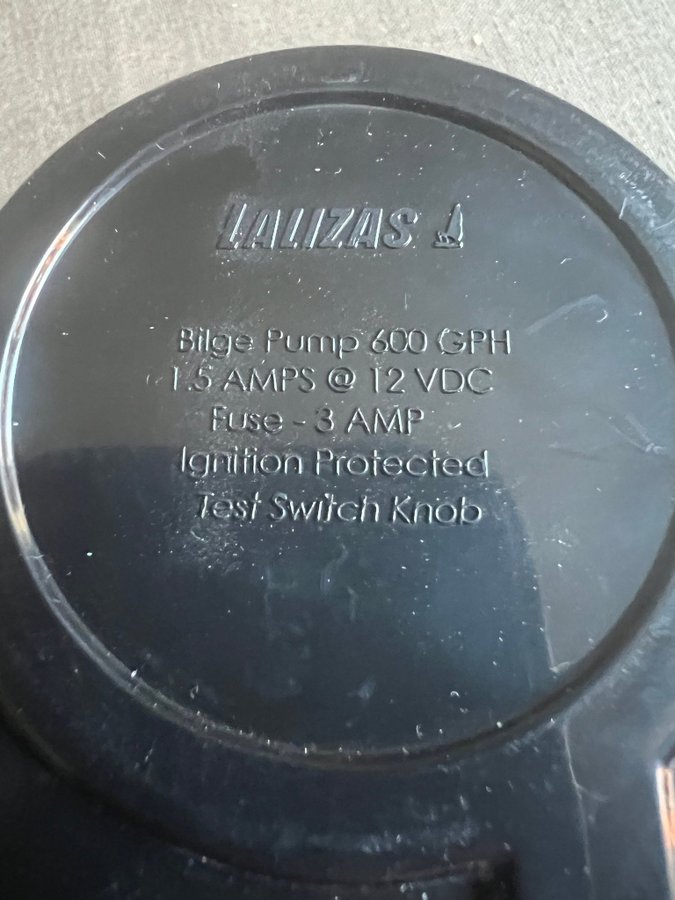 LALIZAS
Bilge Pump 600 GPH
1.5 AMPS @ 12 VDC
Fuse - 3 AMP
Ignition Protected
Test Switch Knob